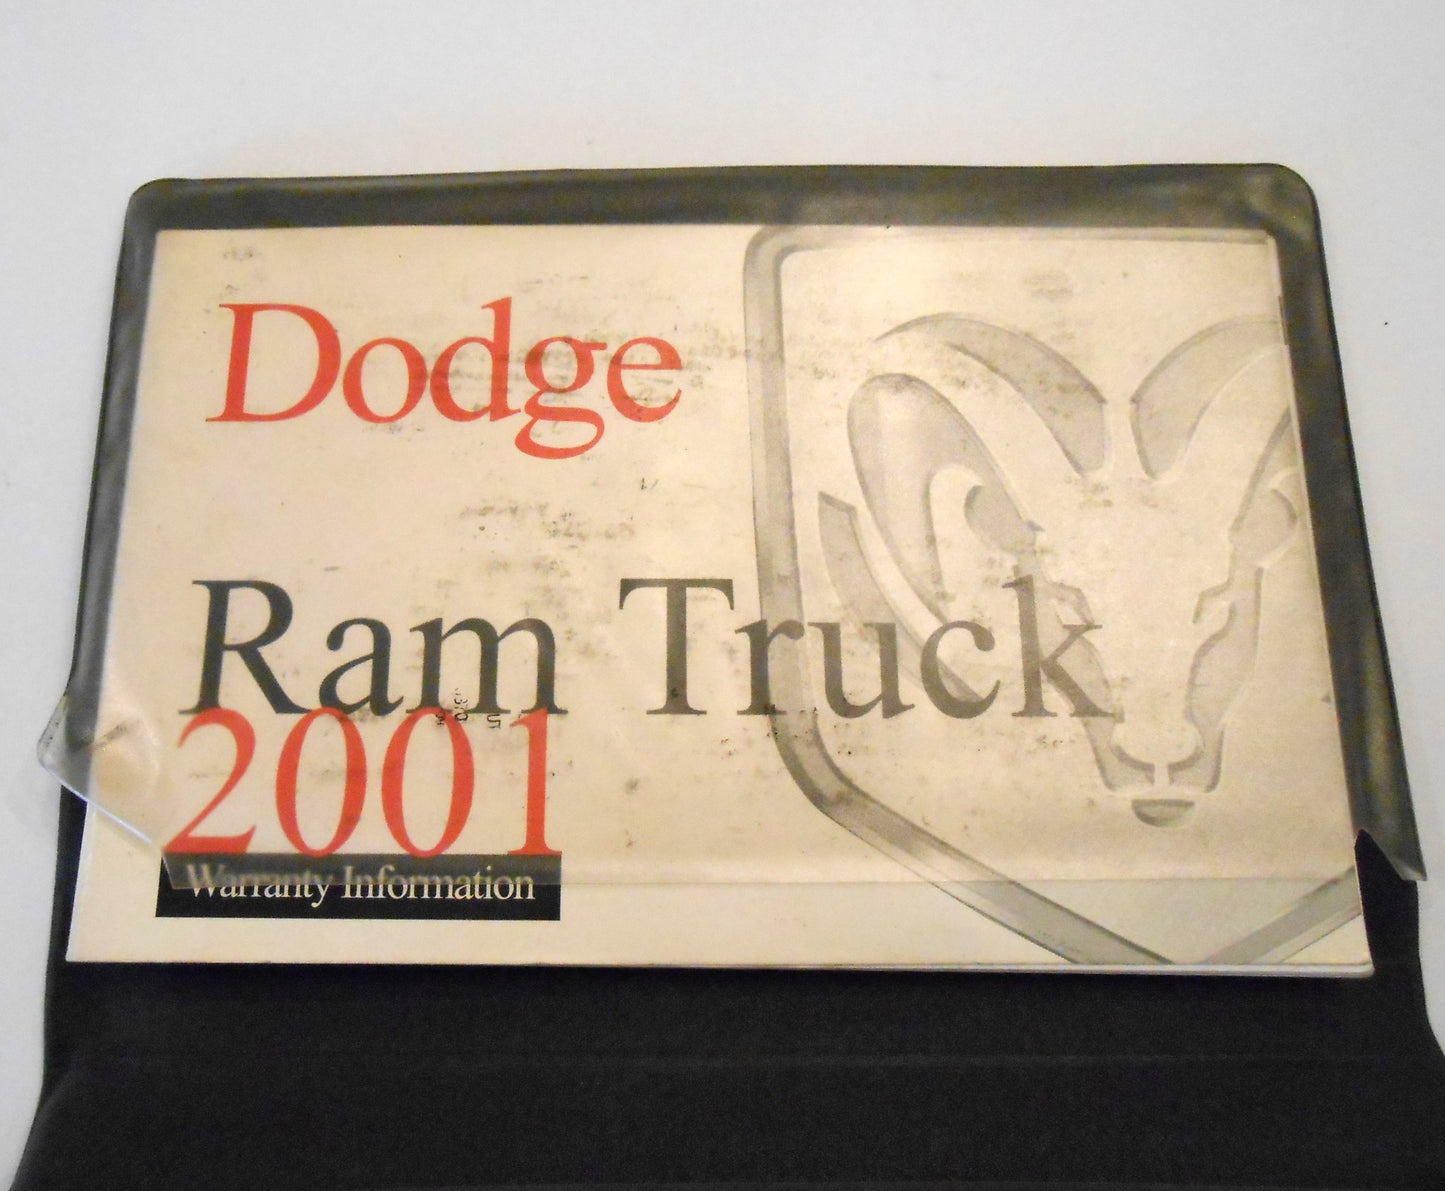 Dodge
Ram Truck
2001
Warranty Information